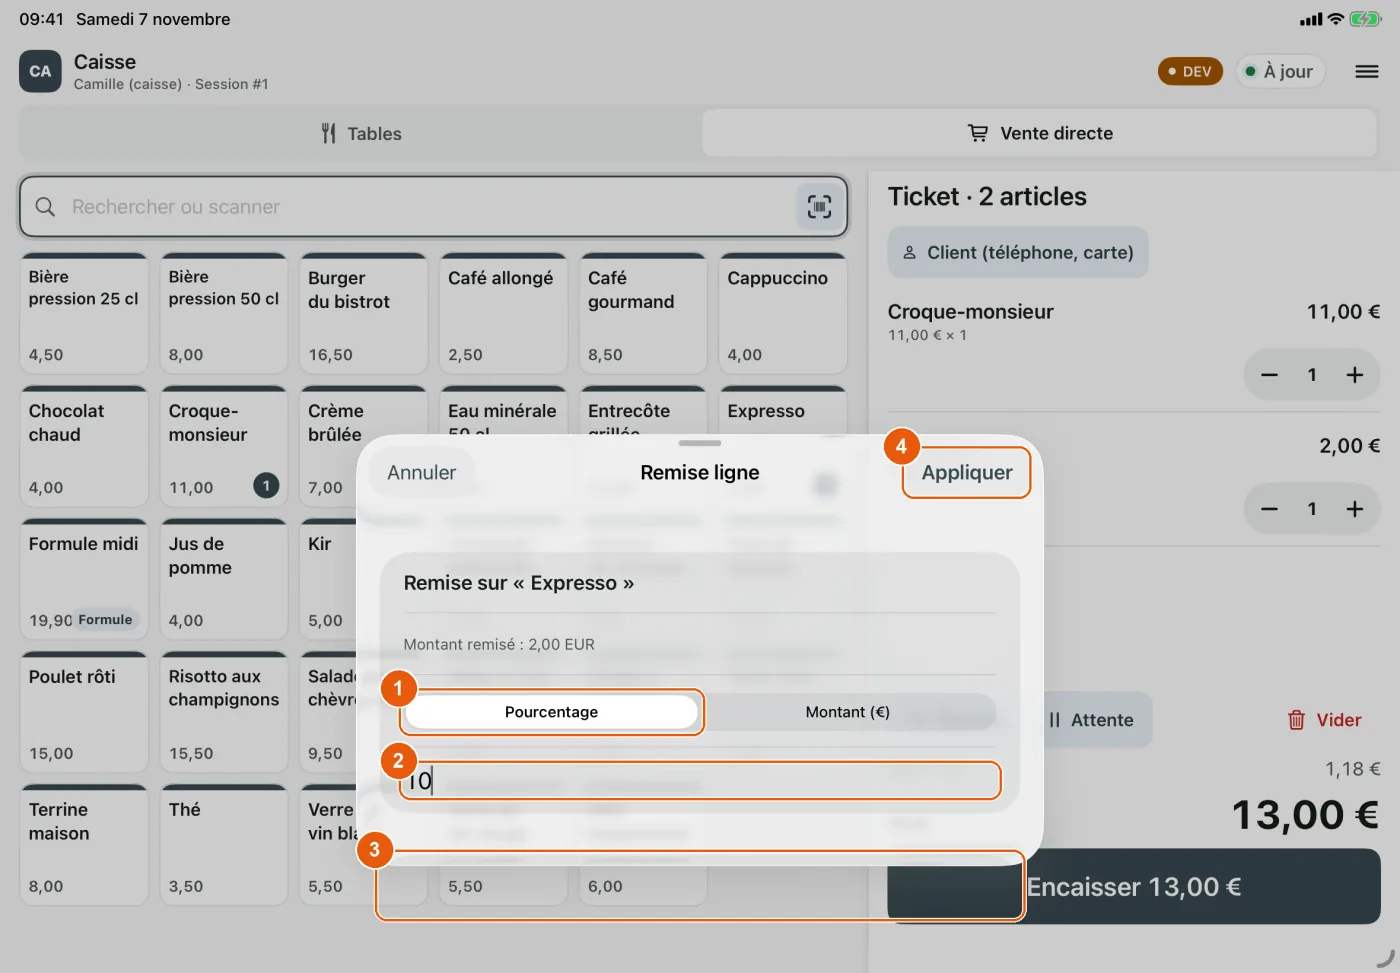 09:41 Samedi 7 novembre
CA
Caisse
Camille (caisse) · Session #1
DEV
À jour
Tables
Vente directe
Rechercher ou scanner
Bière
pression 25 cl
4,50
Bière
pression 50 cl
8,00
Burger
du bistrot
16,50
Café allongé
2,50
Café
gourmand
8,50
Cappuccino
4,00
Chocolat
chaud
4,00
Croque-
monsieur
11,00
1
Crème
brûlée
7,00
Eau minérale
50 cl
Entrecôte
grillée
Expresso
Formule midi
19,90 Formule
Jus de
pomme
4,00
Kir
5,00
Poulet rôti
15,00
Risotto aux
champignons
15,50
Salade
chèvre
9,50
Terrine
maison
8,00
Thé
3,50
Verre
vin
5,50
5,50
6,00
Ticket · 2 articles
Client (téléphone, carte)
Croque-monsieur
11,00 €
11,00 € × 1
− 1 +
2,00 €
− 1 +
Attente
Vider
1,18 €
13,00 €
Encaisser 13,00 €
Annuler
Remise ligne
4
Appliquer
Remise sur « Expresso »
Montant remisé : 2,00 EUR
1
Pourcentage
Montant (€)
2
10
3